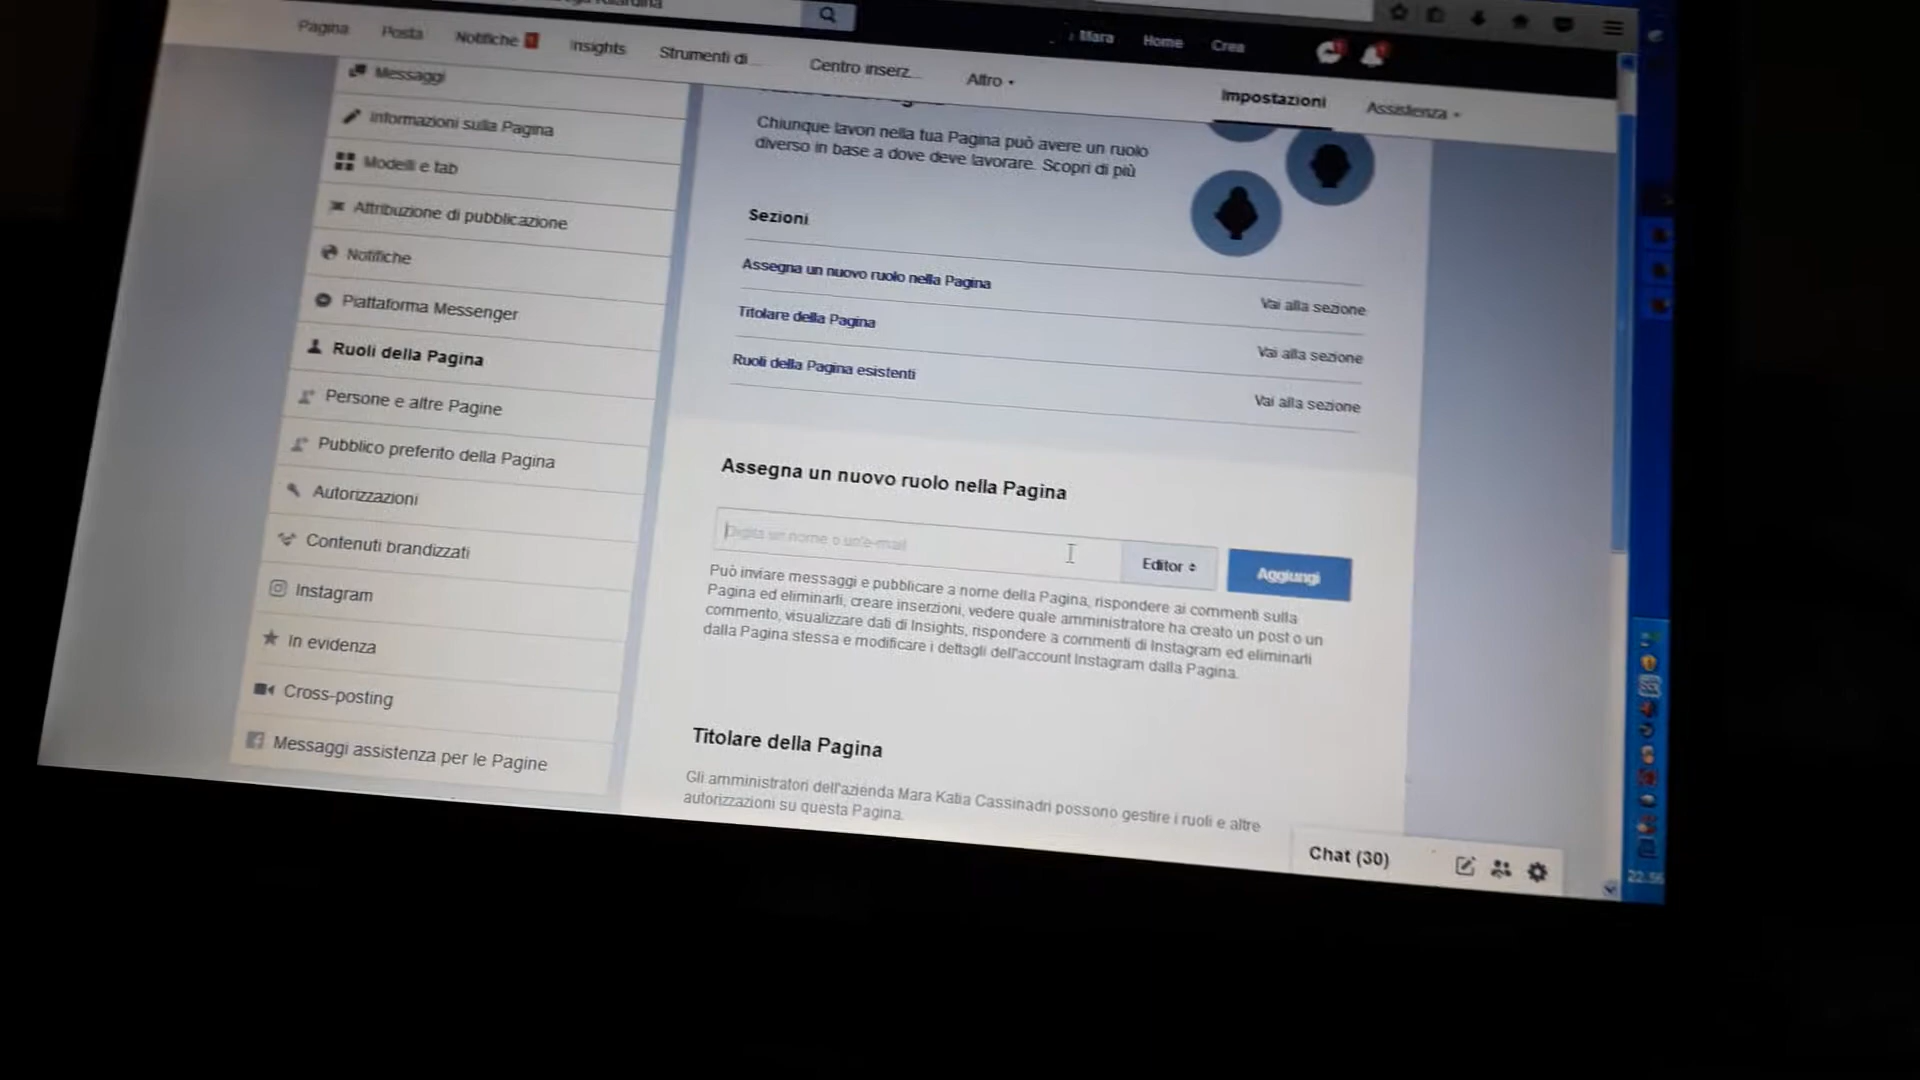 Mara
Home
Crea
Pagina
Posta
Notifiche
Insights
Strumenti di ...
Centro inserz...
Altro
Impostazioni
Assistenza
Messaggi
Informazioni sulla Pagina
Modelli e tab
Attribuzione di pubblicazione
Notifiche
Piattaforma Messenger
Ruoli della Pagina
Persone e altre Pagine
Pubblico preferito della Pagina
Autorizzazioni
Contenuti brandizzati
Instagram
In evidenza
Cross-posting
Messaggi assistenza per le Pagine
Chiunque lavori nella tua Pagina può avere un ruolo
diverso in base a dove deve lavorare. Scopri di più
Sezioni
Assegna un nuovo ruolo nella Pagina
Vai alla sezione
Titolare della Pagina
Vai alla sezione
Ruoli della Pagina esistenti
Vai alla sezione
Assegna un nuovo ruolo nella Pagina
Digita un nome o un'e-mail
Editor
Aggiungi
Può inviare messaggi e pubblicare a nome della Pagina, rispondere ai commenti sulla
Pagina ed eliminarli, creare inserzioni, vedere quale amministratore ha creato un post o un
commento, visualizzare dati di Insights, rispondere a commenti di Instagram ed eliminarli
dalla Pagina stessa e modificare i dettagli dell'account Instagram dalla Pagina.
Titolare della Pagina
Gli amministratori dell'azienda Mara Katia Cassinadri possono gestire i ruoli e altre
autorizzazioni su questa Pagina.
Chat (30)
22.56